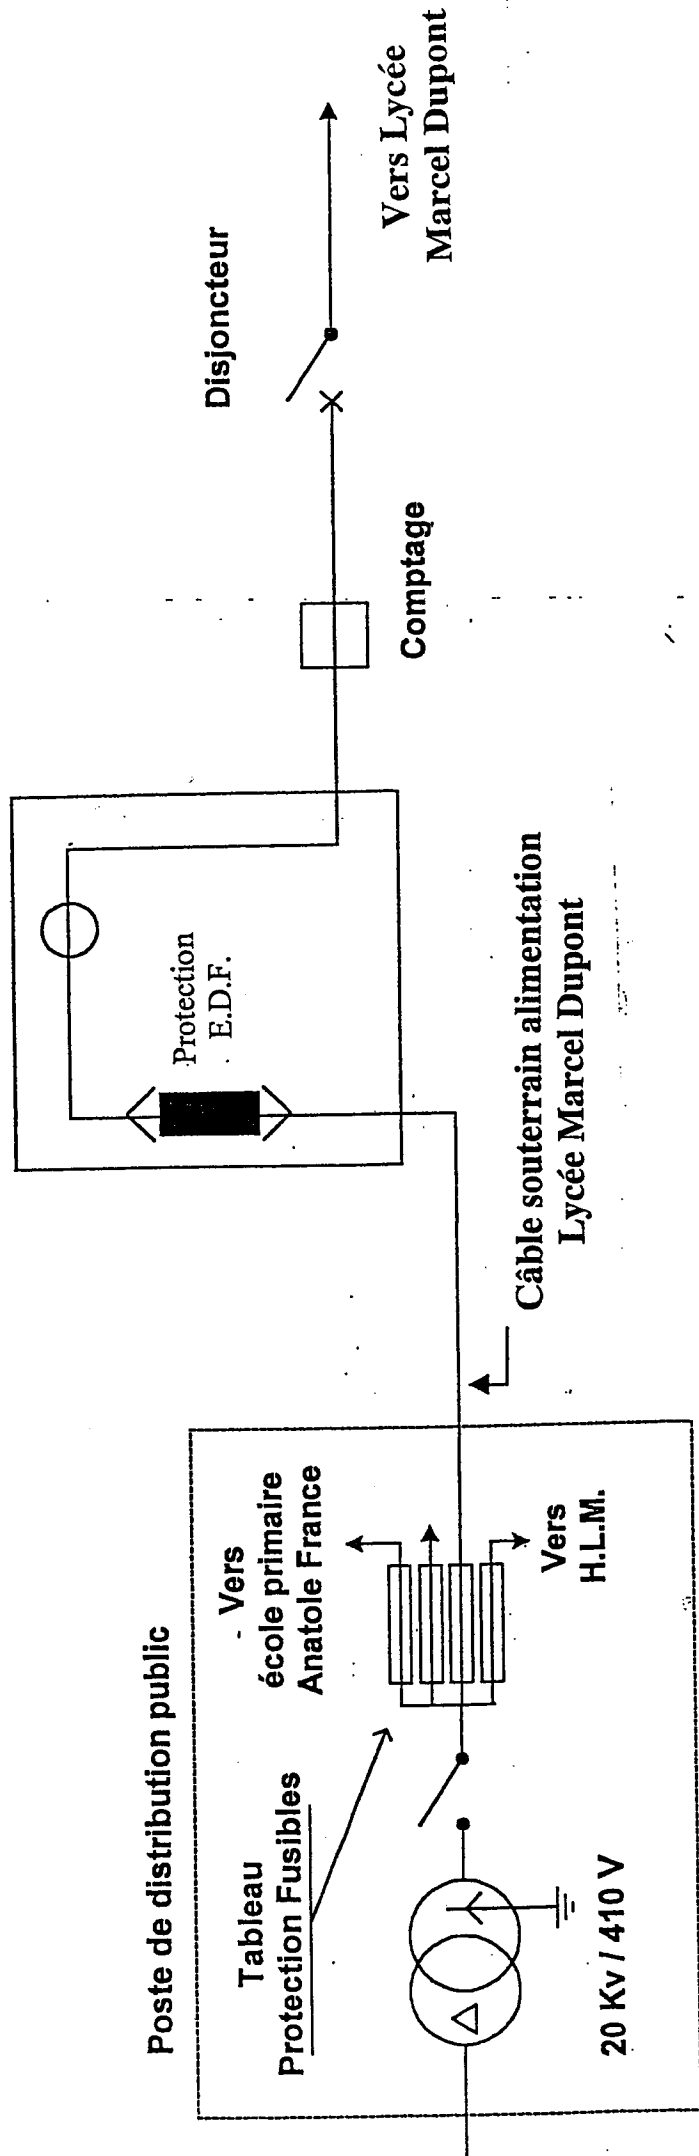 Poste de distribution public
Tableau
Protection Fusibles
Vers
école primaire
Anatole France
Vers
H.L.M.
20 Kv / 410 V
Câble souterrain alimentation
Lycée Marcel Dupont
Protection
E.D.F.
Comptage
Disjoncteur
Vers Lycée
Marcel Dupont